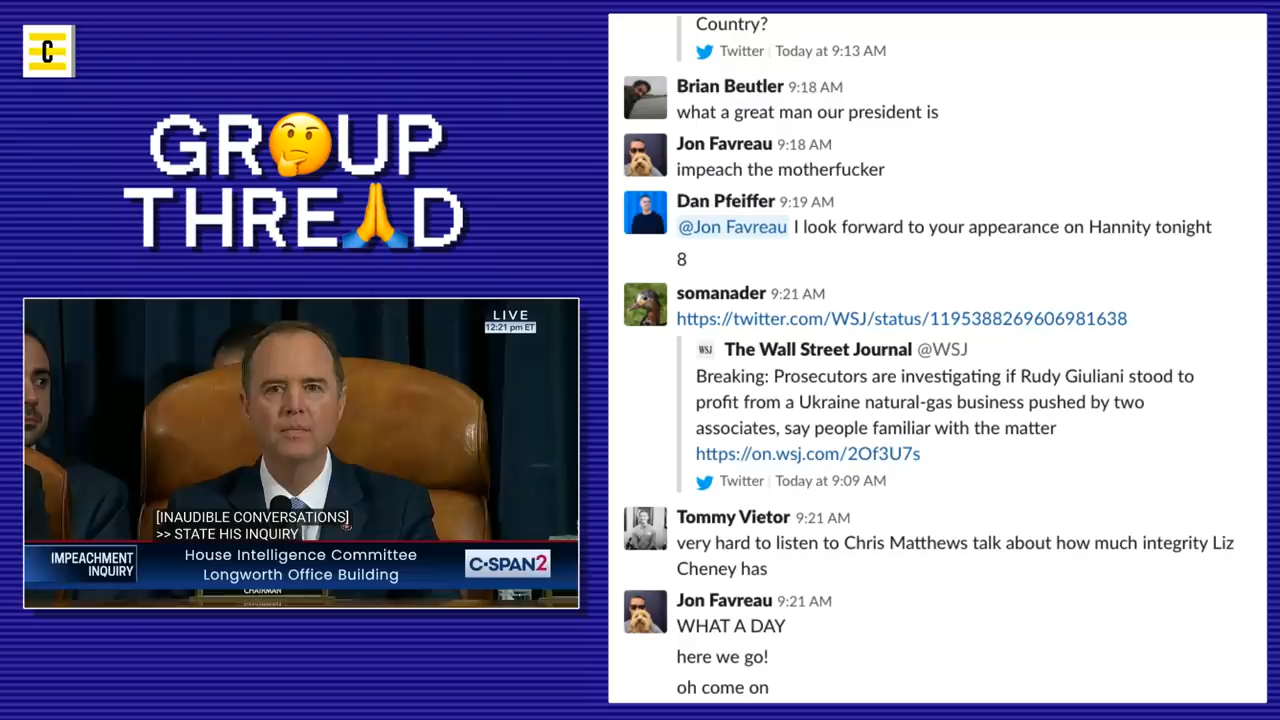 C
GROUP
THREAD
LIVE
12:21 pm ET
[INAUDIBLE CONVERSATIONS]
>> STATE HIS INQUIRY
IMPEACHMENT
INQUIRY
House Intelligence Committee
Longworth Office Building
C-SPAN2
CHAIRMAN
Country?
Twitter | Today at 9:13 AM
Brian Beutler 9:18 AM
what a great man our president is
Jon Favreau 9:18 AM
impeach the motherfucker
Dan Pfeiffer 9:19 AM
@Jon Favreau I look forward to your appearance on Hannity tonight
8
somanader 9:21 AM
https://twitter.com/WSJ/status/1195388269606981638
WSJ The Wall Street Journal @WSJ
Breaking: Prosecutors are investigating if Rudy Giuliani stood to
profit from a Ukraine natural-gas business pushed by two
associates, say people familiar with the matter
https://on.wsj.com/2Of3U7s
Twitter | Today at 9:09 AM
Tommy Vietor 9:21 AM
very hard to listen to Chris Matthews talk about how much integrity Liz
Cheney has
Jon Favreau 9:21 AM
WHAT A DAY
here we go!
oh come on